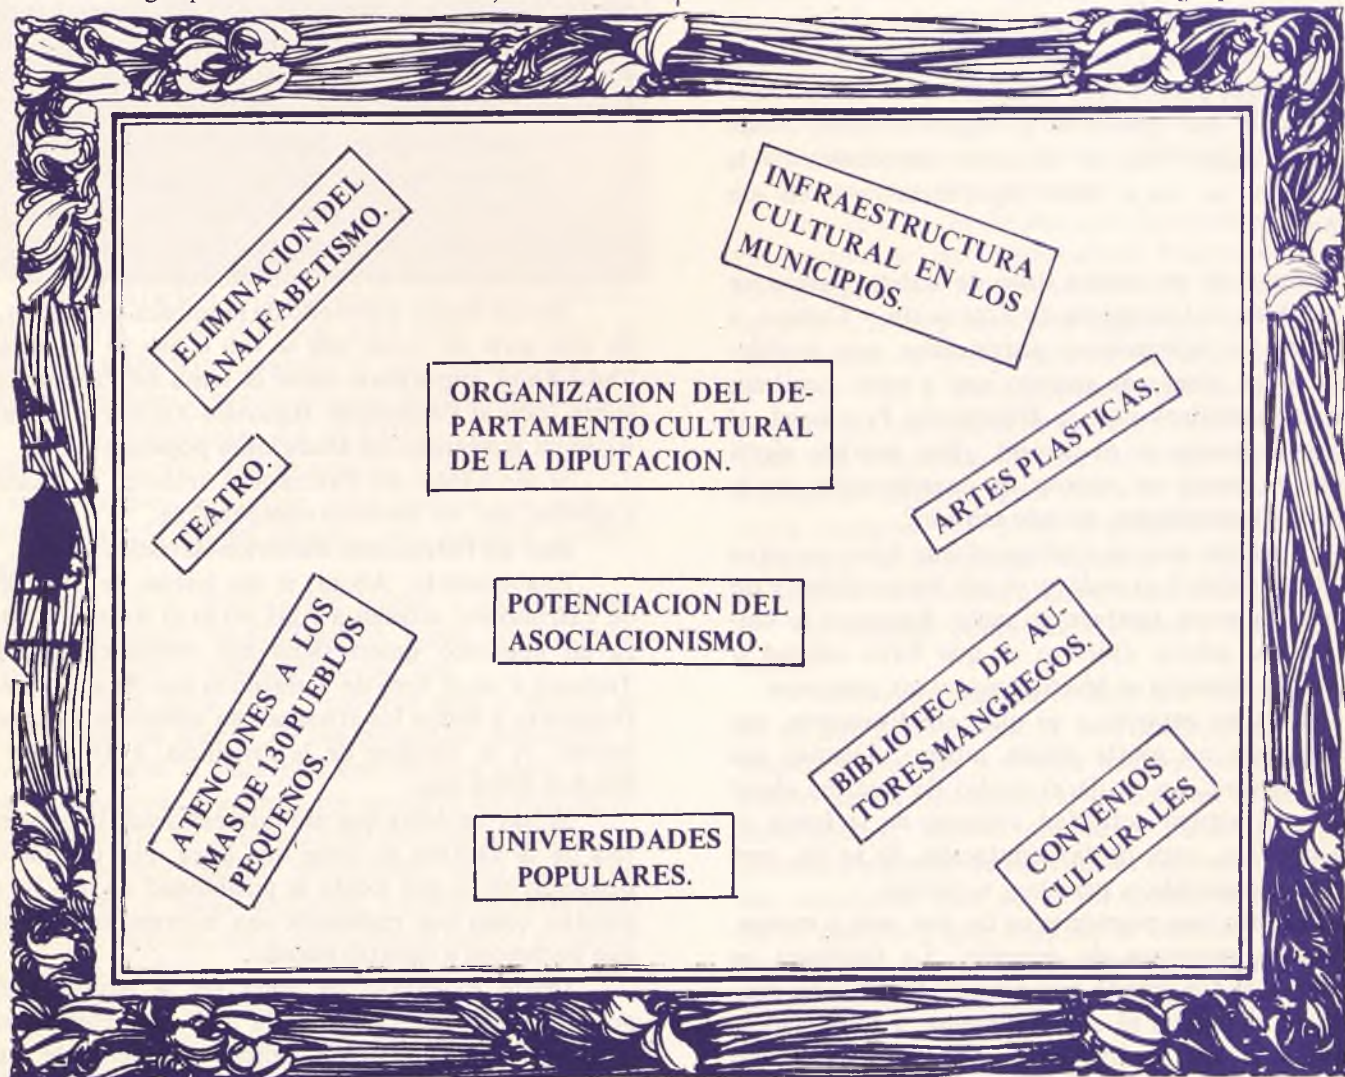 ELIMINACION DEL
ANALFABETISMO.
INFRAESTRUCTURA
CULTURAL EN LOS
MUNICIPIOS.
ORGANIZACION DEL DE-
PARTAMENTO CULTURAL
DE LA DIPUTACION.
TEATRO.
ARTES PLASTICAS.
POTENCIACION DEL
ASOCIACIONISMO.
ATENCIONES A LOS
MAS DE 130 PUEBLOS
PEQUEÑOS.
BIBLIOTECA DE AU-
TORES MANCHEGOS.
UNIVERSIDADES
POPULARES.
CONVENIOS
CULTURALES